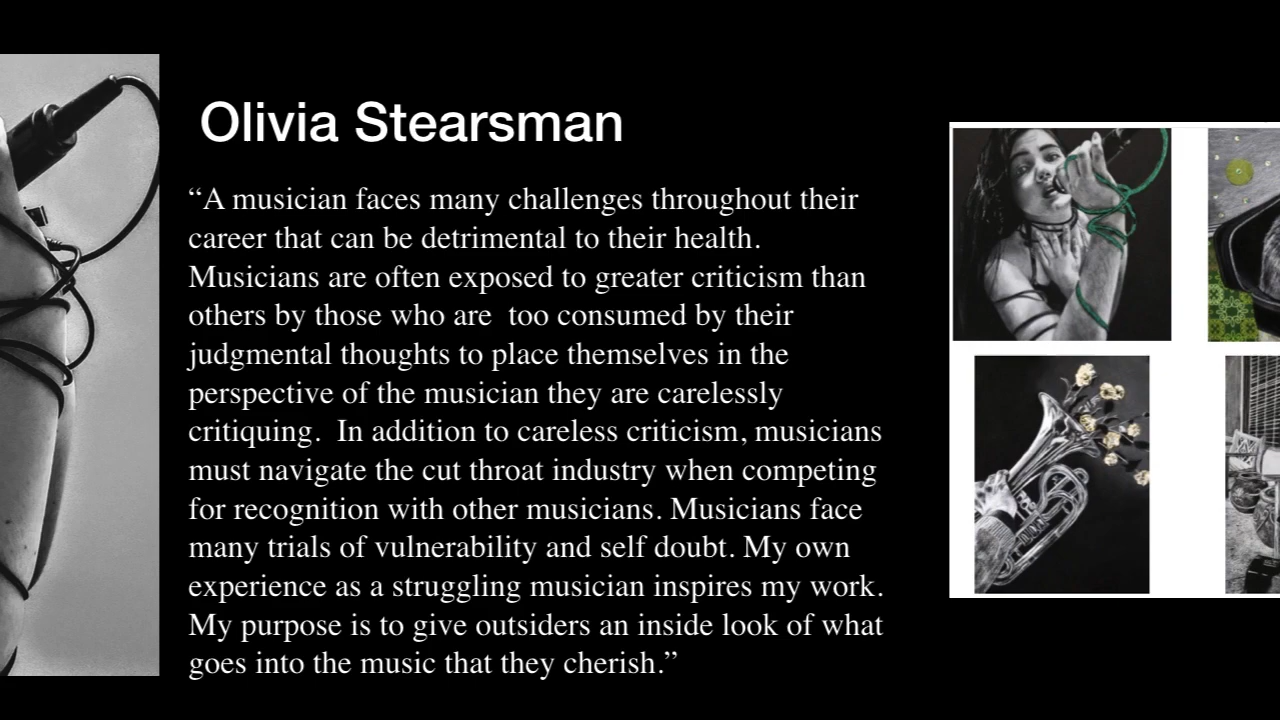 Olivia Stearsman
“A musician faces many challenges throughout their
career that can be detrimental to their health.
Musicians are often exposed to greater criticism than
others by those who are  too consumed by their
judgmental thoughts to place themselves in the
perspective of the musician they are carelessly
critiquing.  In addition to careless criticism, musicians
must navigate the cut throat industry when competing
for recognition with other musicians. Musicians face
many trials of vulnerability and self doubt. My own
experience as a struggling musician inspires my work.
My purpose is to give outsiders an inside look of what
goes into the music that they cherish.”